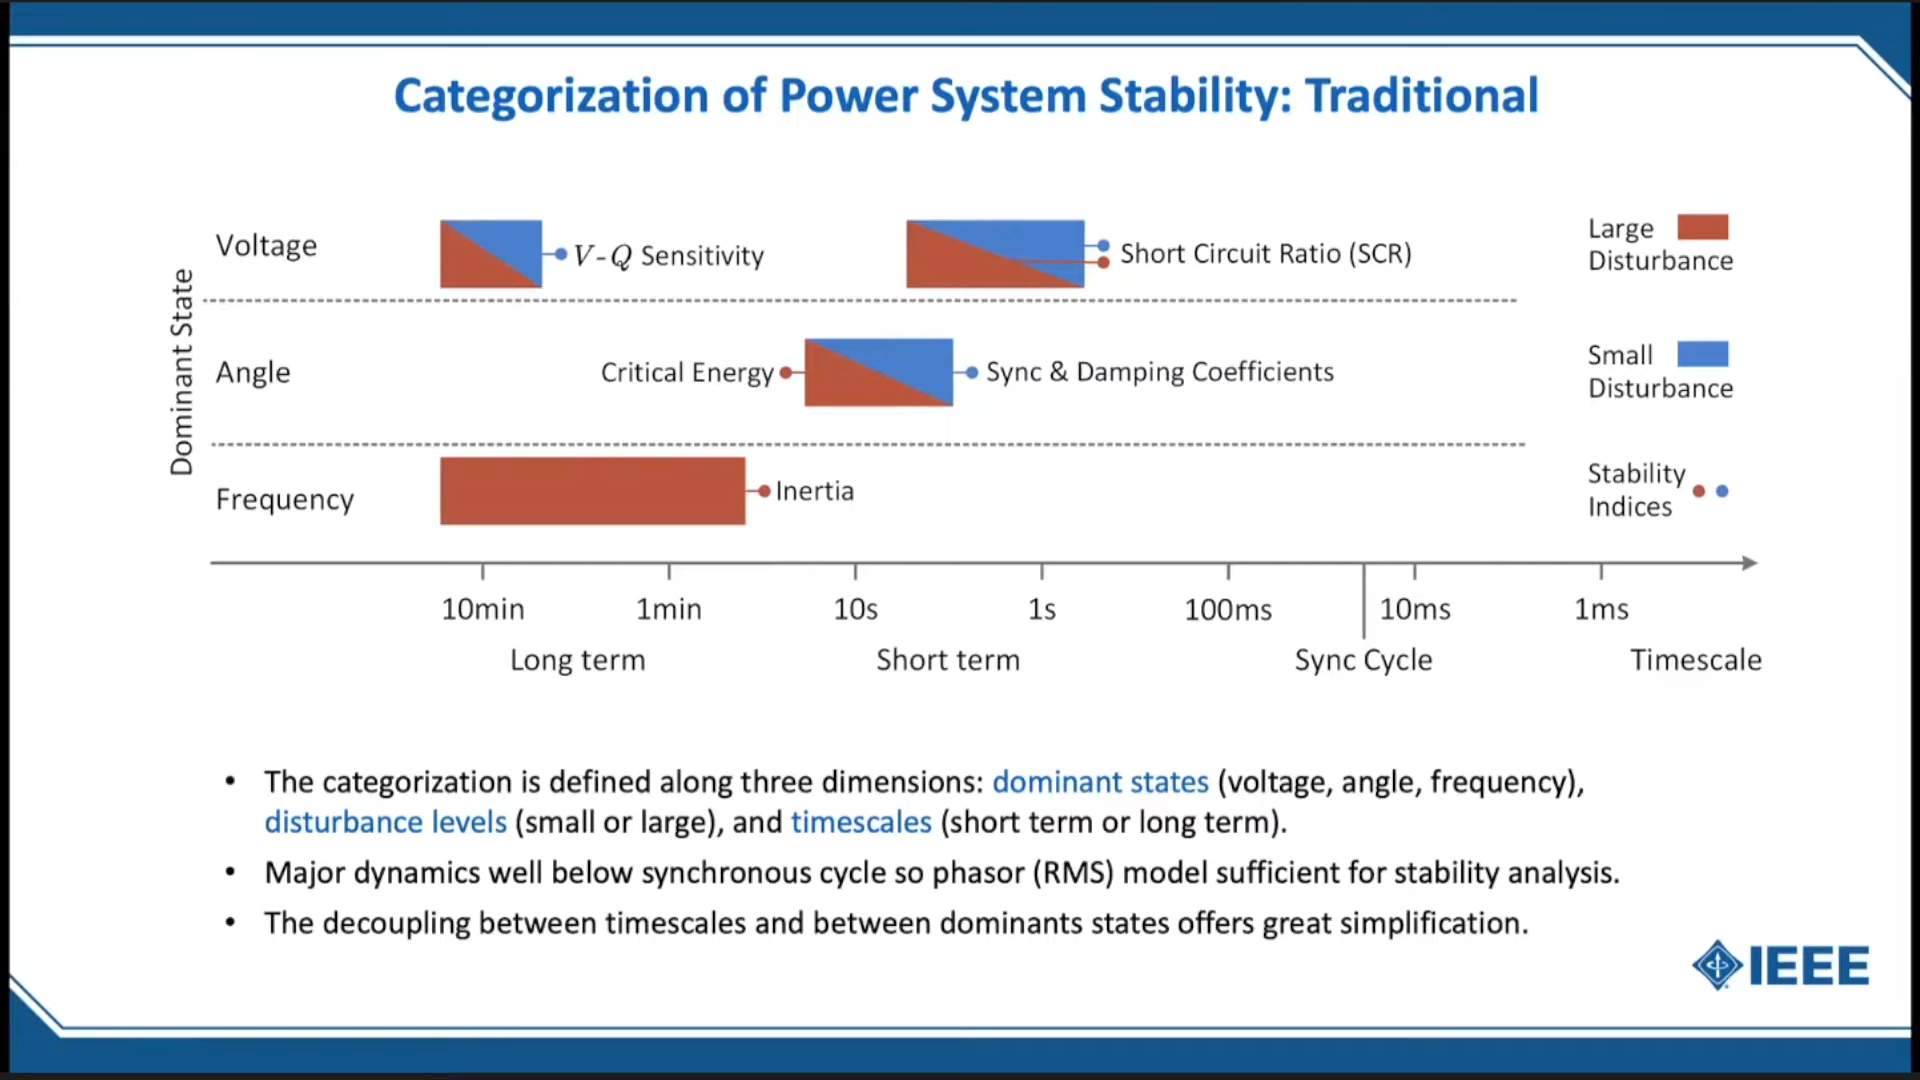 Categorization of Power System Stability: Traditional
Dominant State
Voltage
V-Q Sensitivity
Short Circuit Ratio (SCR)
Large
Disturbance
Angle
Critical Energy
Sync & Damping Coefficients
Small
Disturbance
Frequency
Inertia
Stability
Indices
10min 1min 10s 1s 100ms 10ms 1ms
Long term Short term Sync Cycle Timescale
• The categorization is defined along three dimensions: dominant states (voltage, angle, frequency),
disturbance levels (small or large), and timescales (short term or long term).
• Major dynamics well below synchronous cycle so phasor (RMS) model sufficient for stability analysis.
• The decoupling between timescales and between dominants states offers great simplification.
IEEE